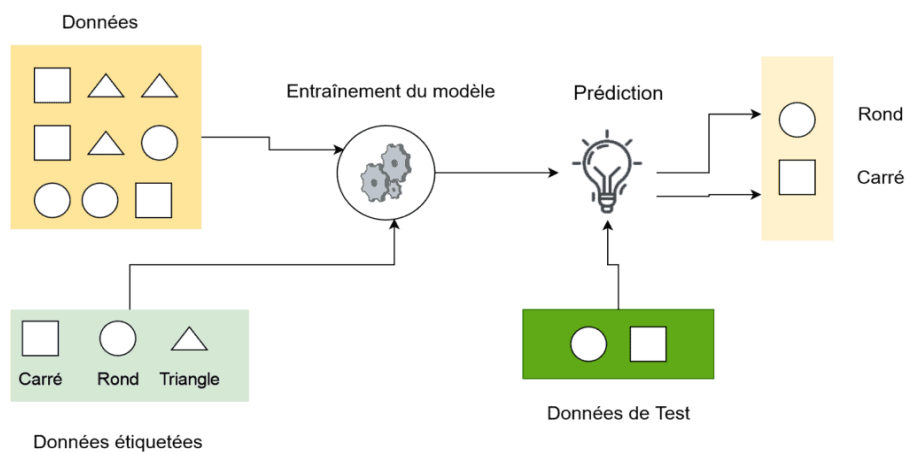 Données
Entraînement du modèle
Prédiction
Rond
Carré
Carré Rond Triangle
Données de Test
Données étiquetées